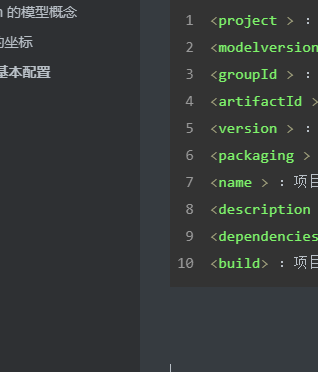 的模型概念
的坐标
基本配置
1 <project > :
2 <modelversion
3 <groupId > :
4 <artifactId >
5 <version > :
6 <packaging >
7 <name > : 项目
8 <description
9 <dependencies
10 <build> : 项目